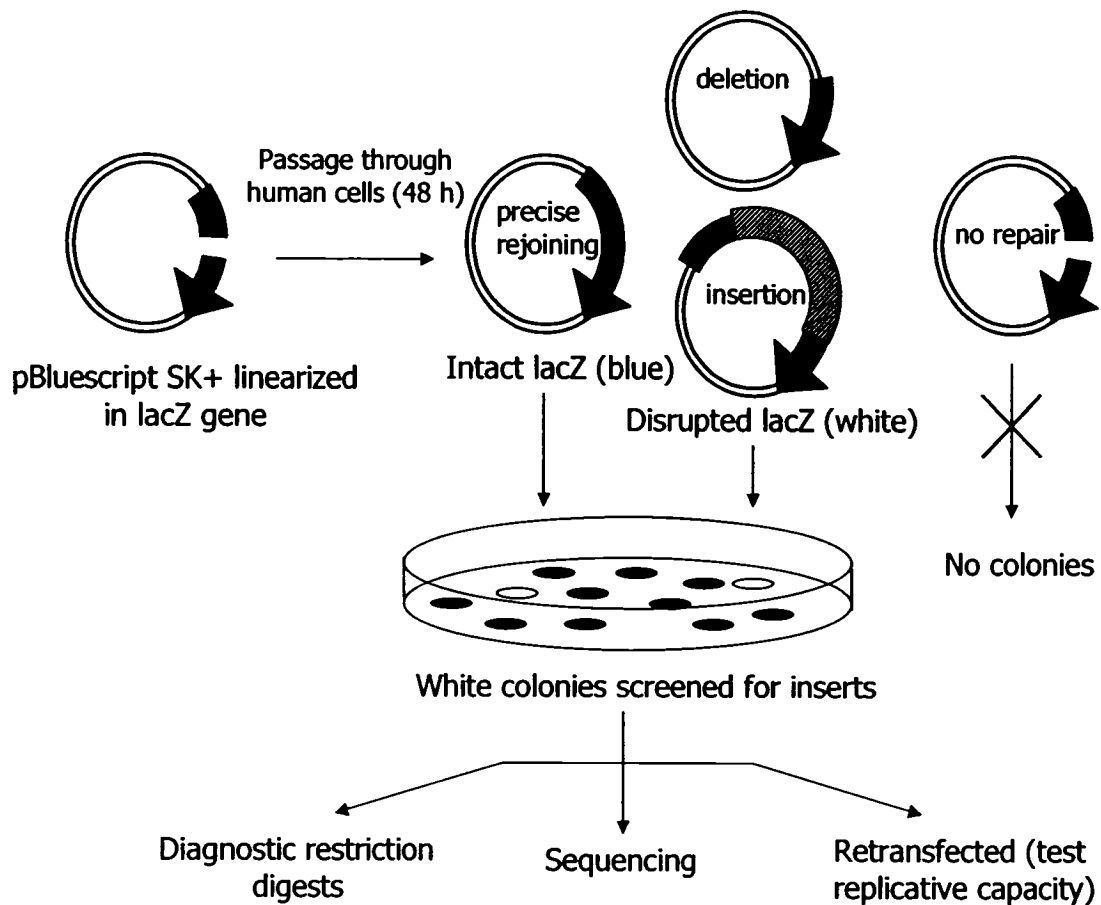 deletion
Passage through
human cells (48 h)
precise
rejoining
no repair
insertion
pBluescript SK+ linearized
in lacZ gene
Intact lacZ (blue)
Disrupted lacZ (white)
No colonies
White colonies screened for inserts
Diagnostic restriction
digests
Sequencing
Retransfected (test
replicative capacity)